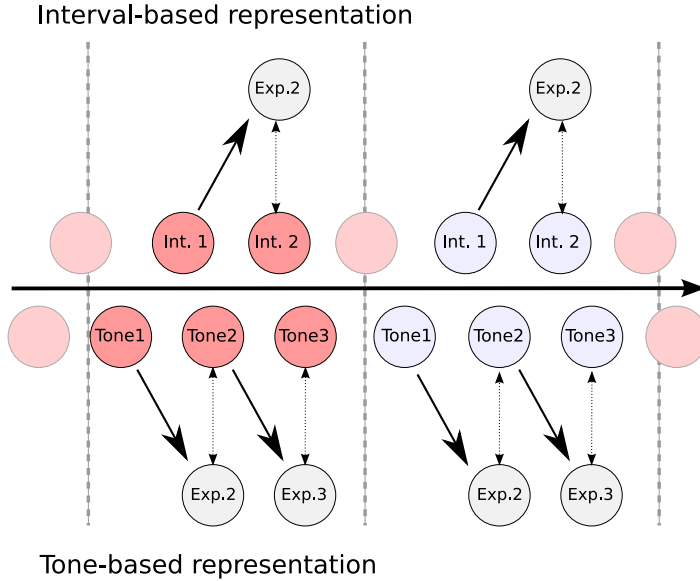 Interval-based representation
Exp.2
Exp.2
Int. 1
Int. 2
Int. 1
Int. 2
Tone1
Tone2
Tone3
Tone1
Tone2
Tone3
Exp.2
Exp.3
Exp.2
Exp.3
Tone-based representation